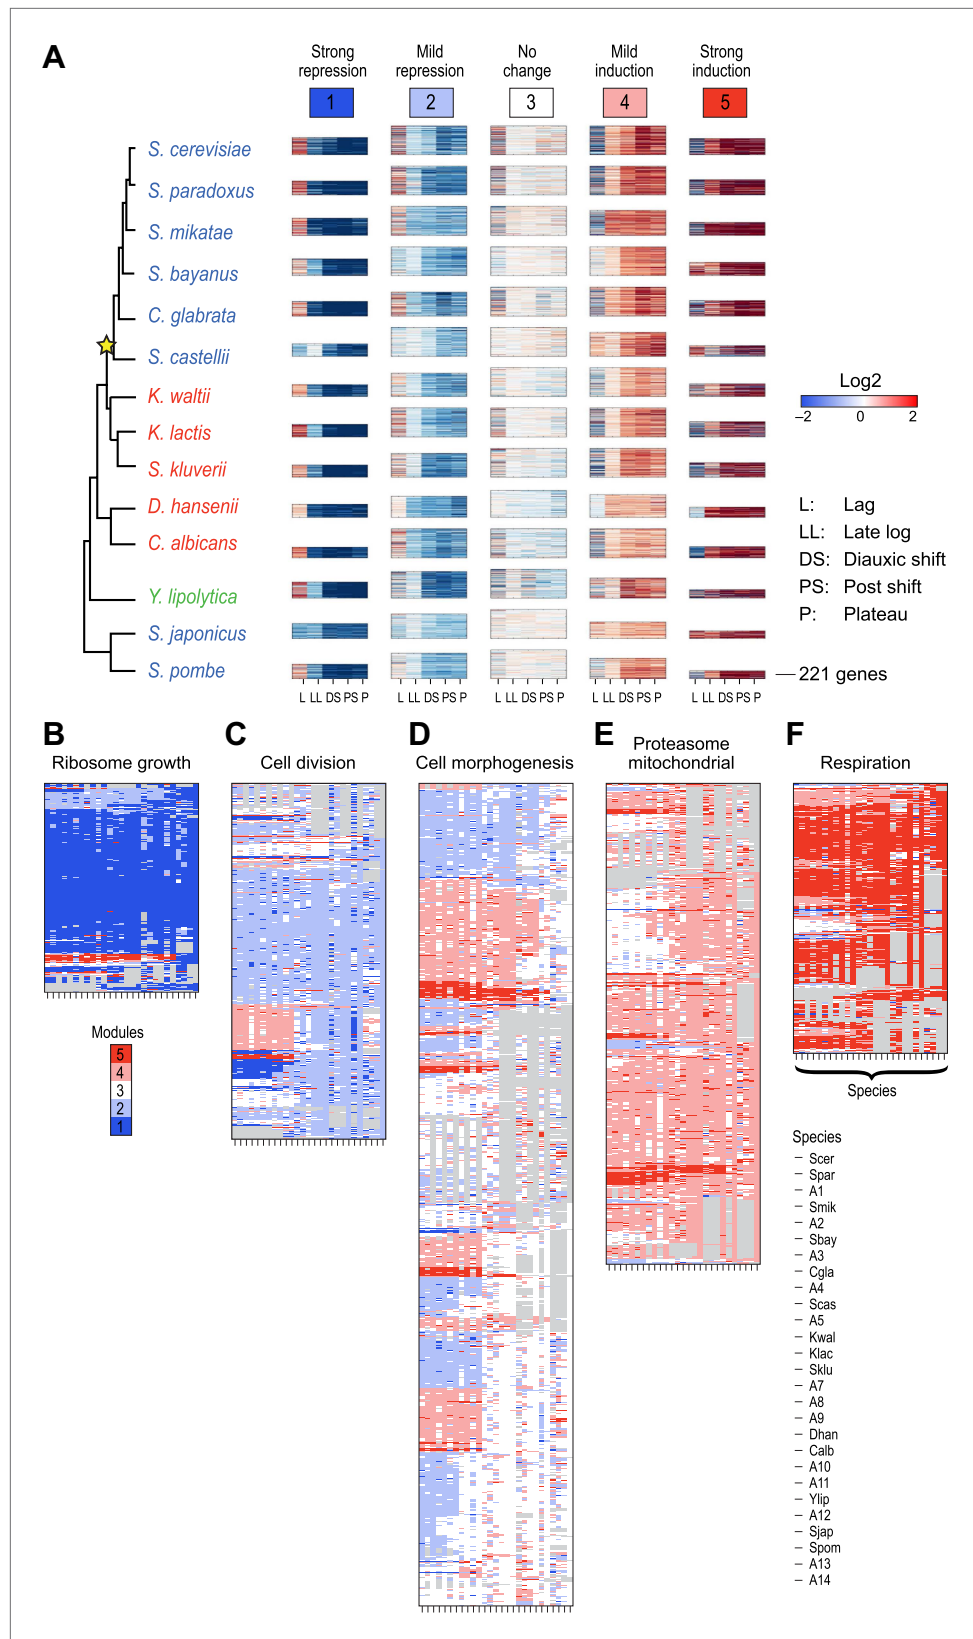 A
Strong repression
Mild repression
No change
Mild induction
Strong induction
1
2
3
4
5
S. cerevisiae
S. paradoxus
S. mikatae
S. bayanus
C. glabrata
S. castellii
K. waltii
K. lactis
S. kluverii
D. hansenii
C. albicans
Y. lipolytica
S. japonicus
S. pombe
Log2
–2 0 2
L: Lag
LL: Late log
DS: Diauxic shift
PS: Post shift
P: Plateau
221 genes
L LL DS PS P
L LL DS PS P
L LL DS PS P
L LL DS PS P
L LL DS PS P
B
Ribosome growth
C
Cell division
D
Cell morphogenesis
E
Proteasome mitochondrial
F
Respiration
Modules
5
4
3
2
1
Species
Species
Scer
Spar
A1
Smik
A2
Sbay
A3
Cgla
A4
Scas
A5
Kwal
Klac
Sklu
A7
A8
A9
Dhan
Calb
A10
A11
Ylip
A12
Sjap
Spom
A13
A14